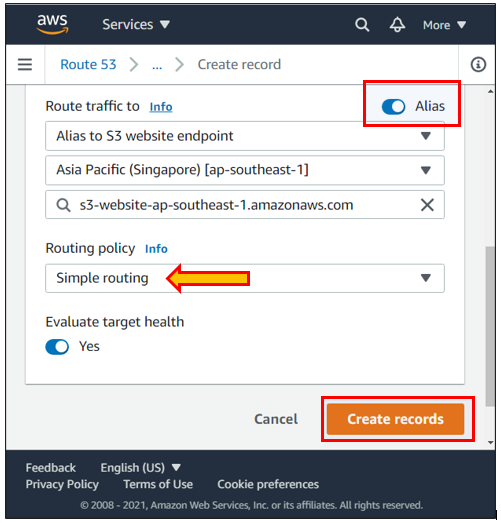 aws Services More
Route 53 ... Create record
Route traffic to Info Alias
Alias to S3 website endpoint
Asia Pacific (Singapore) [ap-southeast-1]
s3-website-ap-southeast-1.amazonaws.com
Routing policy Info
Simple routing
Evaluate target health
Yes
Cancel Create records
Feedback English (US)
Privacy Policy Terms of Use Cookie preferences
© 2008 - 2021, Amazon Web Services, Inc. or its affiliates. All rights reserved.